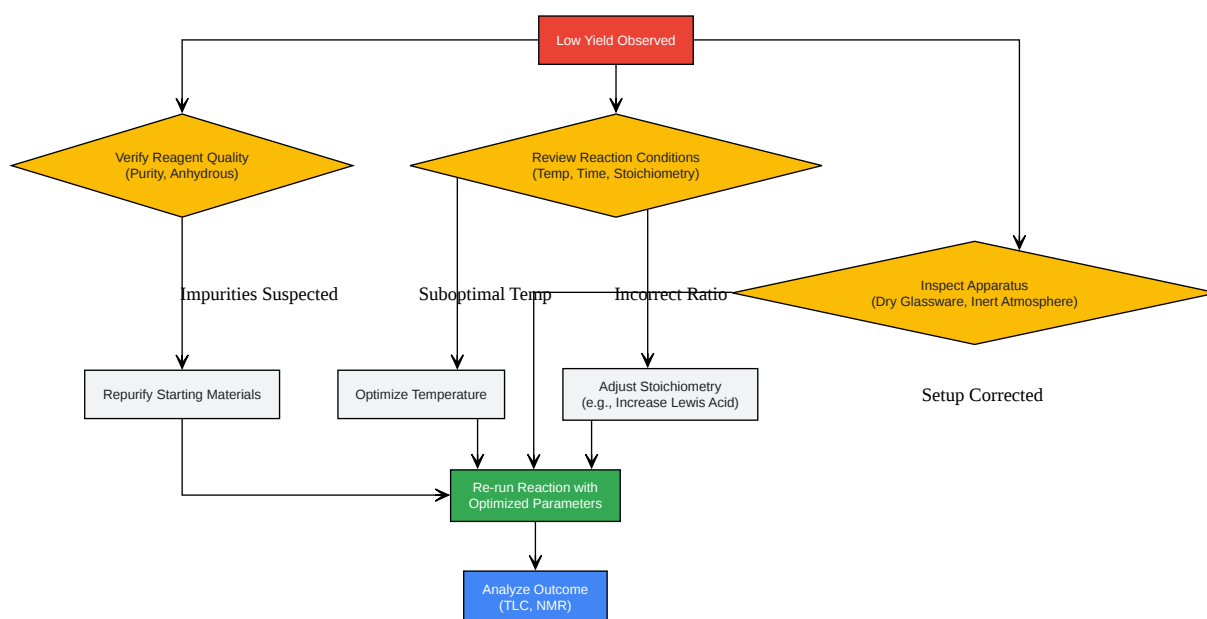 Low Yield Observed
Verify Reagent Quality
(Purity, Anhydrous)
Review Reaction Conditions
(Temp, Time, Stoichiometry)
Inspect Apparatus
(Dry Glassware, Inert Atmosphere)
Impurities Suspected
Suboptimal Temp
Incorrect Ratio
Setup Corrected
Repurify Starting Materials
Optimize Temperature
Adjust Stoichiometry
(e.g., Increase Lewis Acid)
Re-run Reaction with
Optimized Parameters
Analyze Outcome
(TLC, NMR)